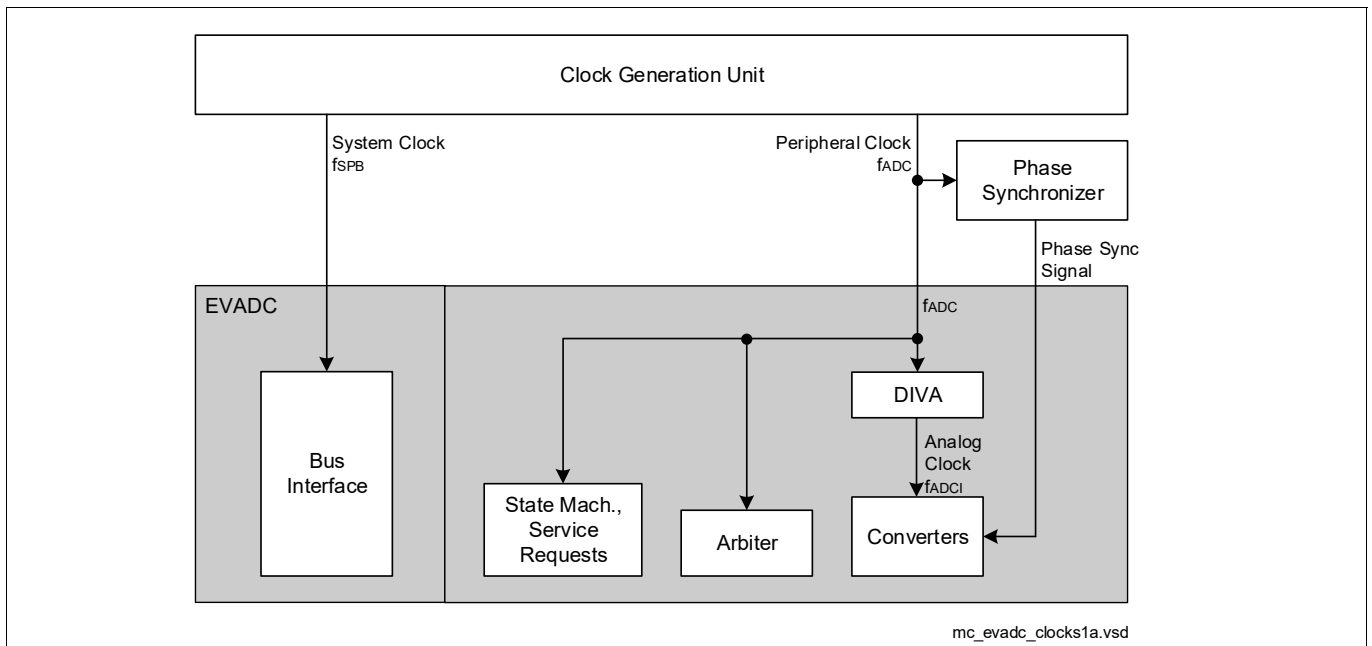 Clock Generation Unit
System Clock
fSPB
Peripheral Clock
fADC
Phase
Synchronizer
Phase Sync
Signal
EVADC
fADC
DIVA
Analog
Clock
fADCI
Bus
Interface
State Mach.,
Service
Requests
Arbiter
Converters
mc_evadc_clocks1a.vsd